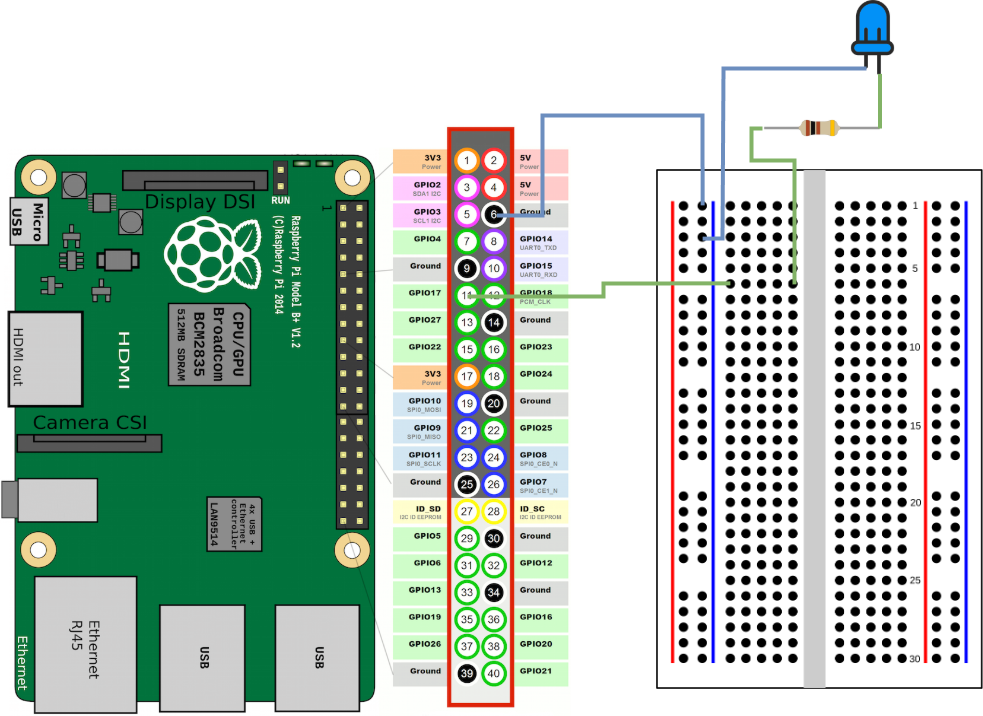 Display DSI
RUN
1
Micro
USB
Raspberry Pi Model B+ V1.2
(C)Raspberry Pi 2014
CPU/GPU
Broadcom
BCM2835
512MB SDRAM
HDMI
HDMI out
Camera CSI
4x USB +
Ethernet
controller
LAN9514
Ethernet
RJ45
Ethernet
USB
USB
3V3 1 2 5V
Power Power
GPIO2 3 4 5V
SDA1 I2C Power
GPIO3 5 6 Ground
SCL1 I2C
GPIO4 7 8 GPIO14
UART0_TXD
Ground 9 10 GPIO15
UART0_RXD
GPIO17 11 12 GPIO18
PCM_CLK
GPIO27 13 14 Ground
GPIO22 15 16 GPIO23
3V3 17 18 GPIO24
Power
GPIO10 19 20 Ground
SPI0_MOSI
GPIO9 21 22 GPIO25
SPI0_MISO
GPIO11 23 24 GPIO8
SPI0_SCLK SPI0_CE0_N
Ground 25 26 GPIO7
SPI0_CE1_N
ID_SD 27 28 ID_SC
I2C ID EEPROM I2C ID EEPROM
GPIO5 29 30 Ground
GPIO6 31 32 GPIO12
GPIO13 33 34 Ground
GPIO19 35 36 GPIO16
GPIO26 37 38 GPIO20
Ground 39 40 GPIO21
1
5
10
15
20
25
30